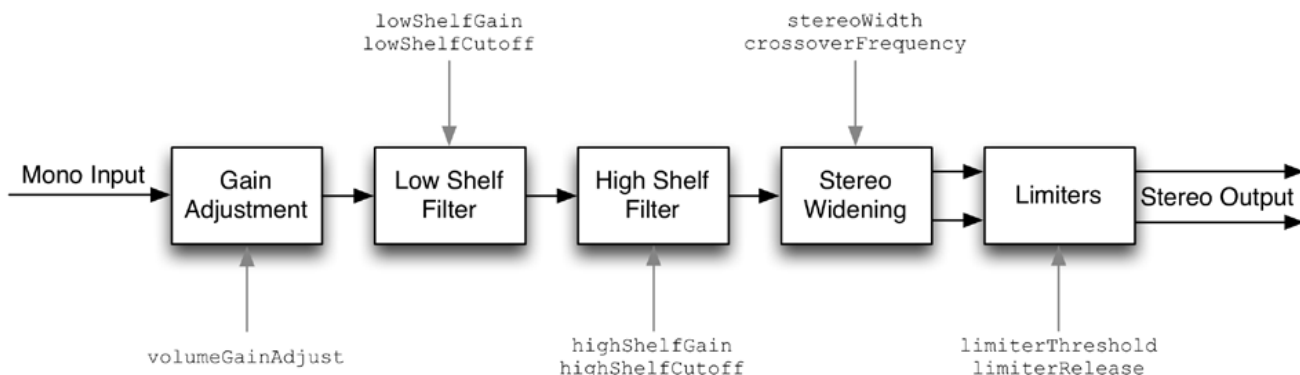 lowShelfGain
lowShelfCutoff
stereoWidth
crossoverFrequency
Mono Input
Gain
Adjustment
Low Shelf
Filter
High Shelf
Filter
Stereo
Widening
Limiters
Stereo Output
volumeGainAdjust
highShelfGain
highShelfCutoff
limiterThreshold
limiterRelease